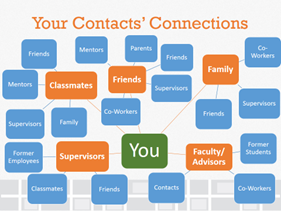 Your Contacts' Connections
Friends
Mentors
Parents
Friends
Co-
Workers
Mentors
Classmates
Friends
Family
Supervisors
Co-Workers
Supervisors
Family
Friends
Supervisors
You
Former
Employees
Supervisors
Faculty/
Advisors
Former
Students
Classmates
Friends
Contacts
Co-Workers